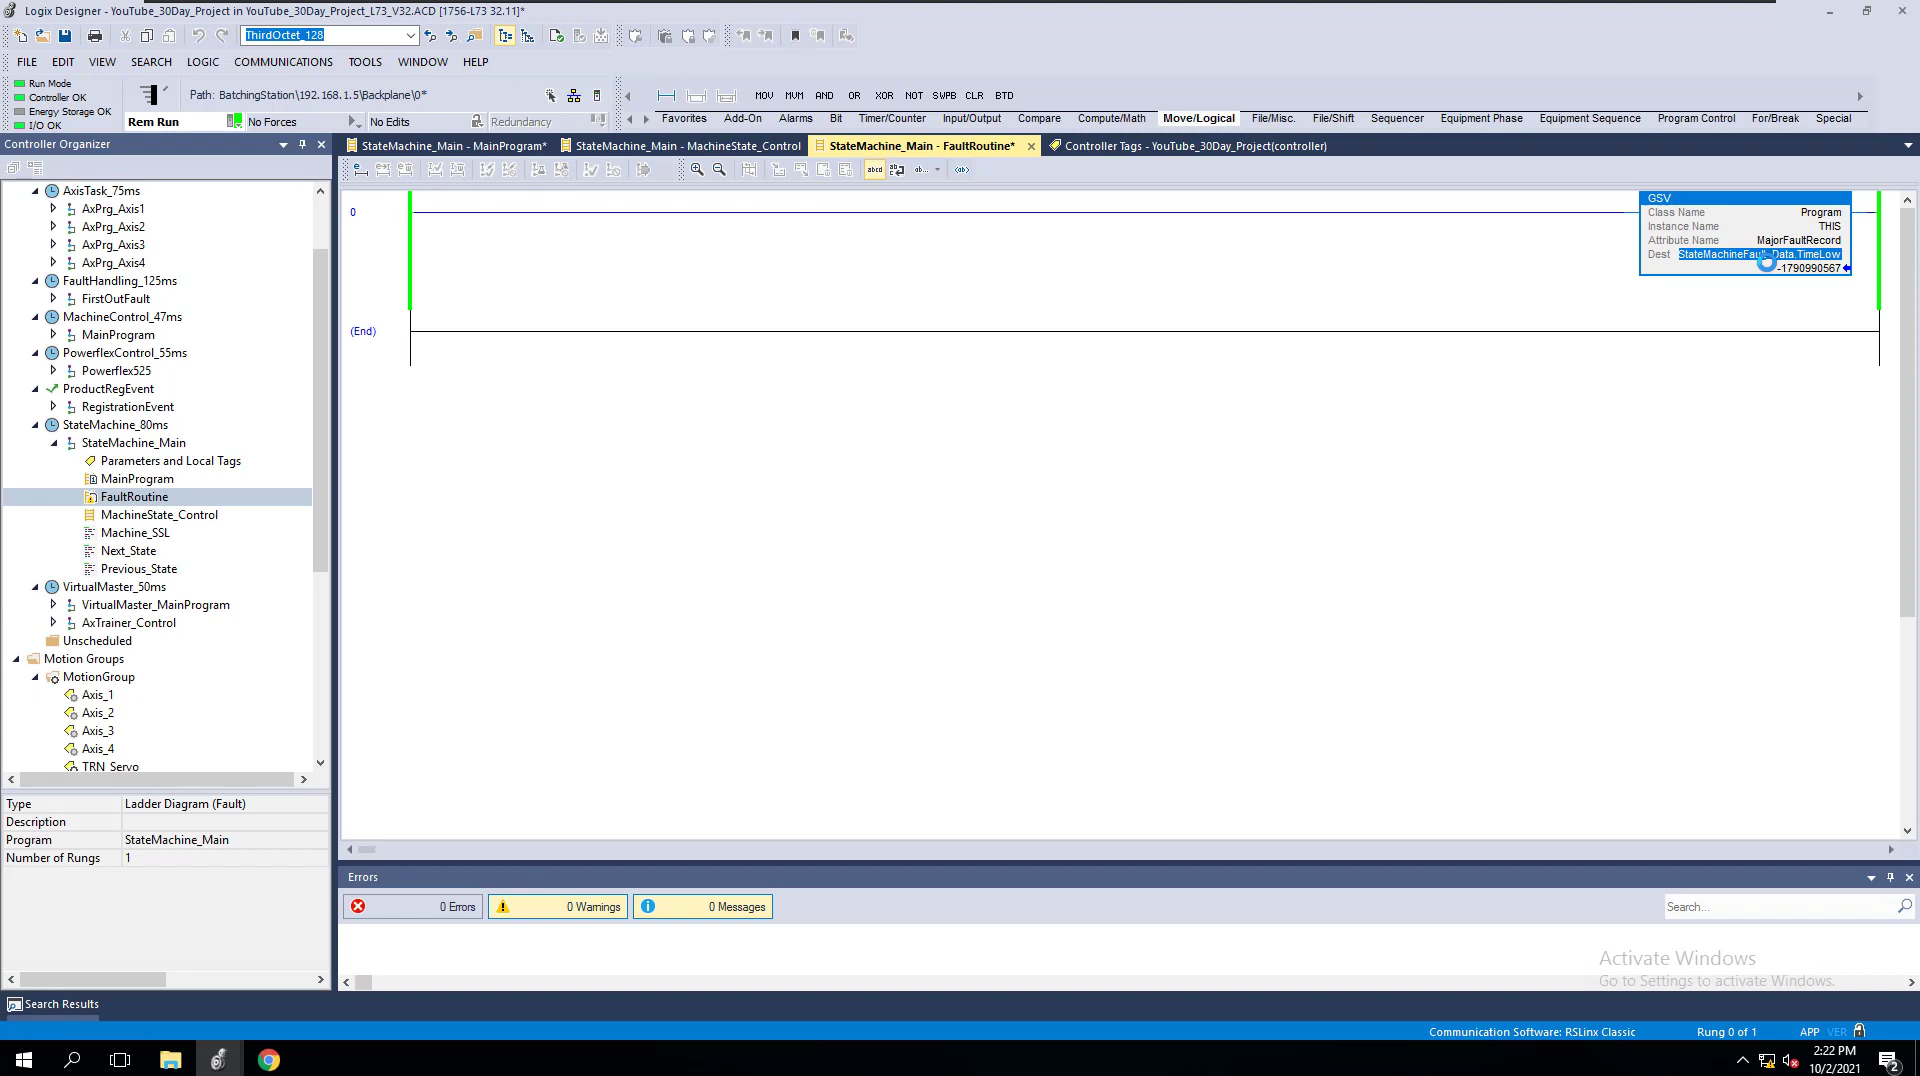 Logix Designer - YouTube_30Day_Project in YouTube_30Day_Project_L73_V32.ACD [1756-L73 32.11]*
ThirdOctet_128
FILE EDIT VIEW SEARCH LOGIC COMMUNICATIONS TOOLS WINDOW HELP
Run Mode
Controller OK
Energy Storage OK
I/O OK
Path: BatchingStation\192.168.1.5\Backplane\0*
Rem Run
No Forces
No Edits
Redundancy
MOV MVM AND OR XOR NOT SWPB CLR BTD
Favorites Add-On Alarms Bit Timer/Counter Input/Output Compare Compute/Math Move/Logical File/Misc. File/Shift Sequencer Equipment Phase Equipment Sequence Program Control For/Break Special
Controller Organizer
AxisTask_75ms
AxPrg_Axis1
AxPrg_Axis2
AxPrg_Axis3
AxPrg_Axis4
FaultHandling_125ms
FirstOutFault
MachineControl_47ms
MainProgram
PowerflexControl_55ms
Powerflex525
ProductRegEvent
RegistrationEvent
StateMachine_80ms
StateMachine_Main
Parameters and Local Tags
MainProgram
FaultRoutine
MachineState_Control
Machine_SSL
Next_State
Previous_State
VirtualMaster_50ms
VirtualMaster_MainProgram
AxTrainer_Control
Unscheduled
Motion Groups
MotionGroup
Axis_1
Axis_2
Axis_3
Axis_4
TRN_Servo
Type Ladder Diagram (Fault)
Description
Program StateMachine_Main
Number of Rungs 1
StateMachine_Main - MainProgram*
StateMachine_Main - MachineState_Control
StateMachine_Main - FaultRoutine*
Controller Tags - YouTube_30Day_Project(controller)
abcd
ab...
0
GSV
Class Name Program
Instance Name THIS
Attribute Name MajorFaultRecord
Dest
-1790990567
(End)
Errors
0 Errors
0 Warnings
0 Messages
Search...
Activate Windows
Go to Settings to activate Windows.
Search Results
Communication Software: RSLinx Classic
Rung 0 of 1
APP VER
2:22 PM
10/2/2021
2